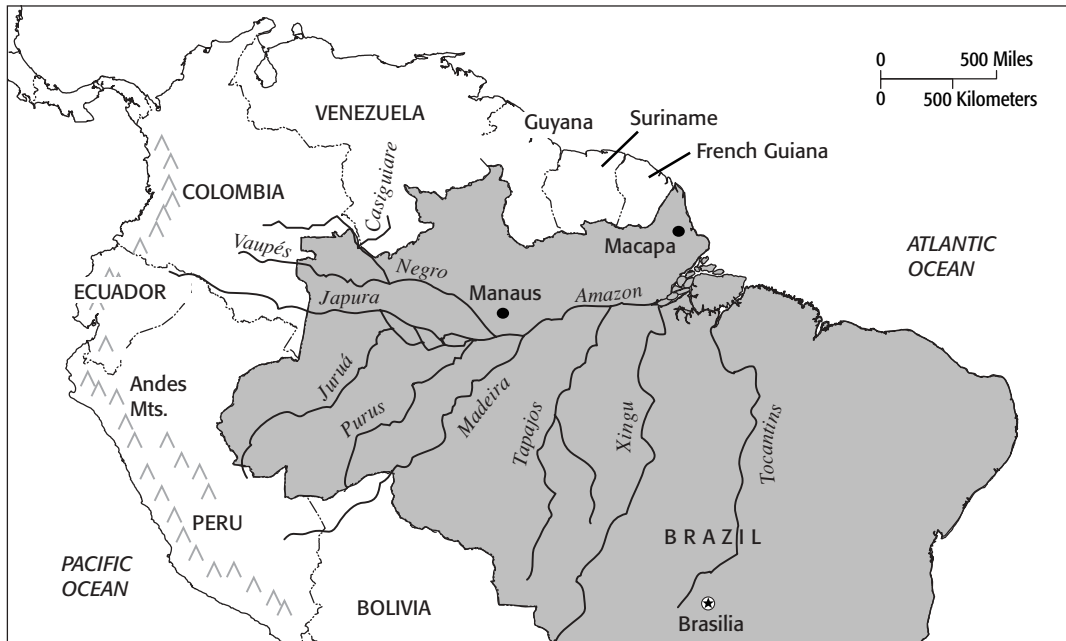 0 500 Miles
0 500 Kilometers
VENEZUELA
Guyana
Suriname
French Guiana
Casiguiare
COLOMBIA
Vaupés
Negro
Macapa
ATLANTIC
OCEAN
ECUADOR
Japura
Manaus
Amazon
Andes
Mts.
Juruá
Purus
Madeira
Tapajos
Xingu
Tocantins
PERU
BRAZIL
PACIFIC
OCEAN
BOLIVIA
Brasilia